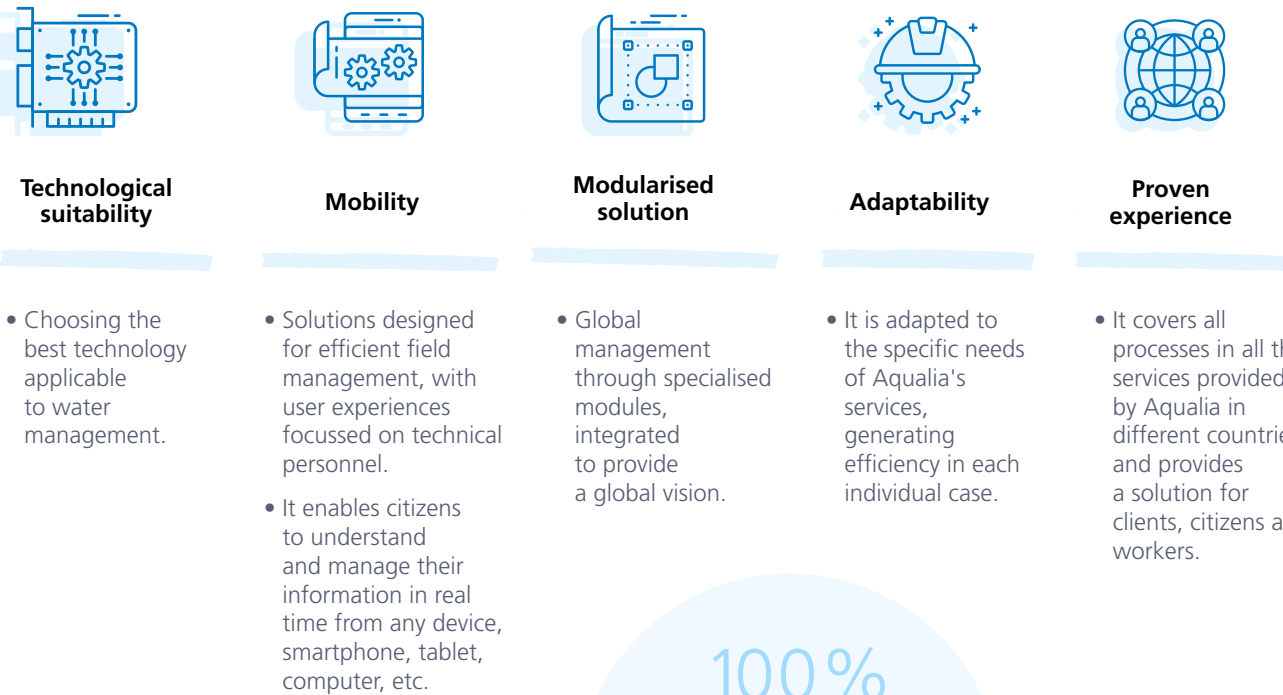 Technological
suitability
• Choosing the
best technology
applicable
to water
management.
Mobility
• Solutions designed
for efficient field
management, with
user experiences
focussed on technical
personnel.
• It enables citizens
to understand
and manage their
information in real
time from any device,
smartphone, tablet,
computer, etc.
Modularised
solution
• Global
management
through specialised
modules,
integrated
to provide
a global vision.
Adaptability
• It is adapted to
the specific needs
of Aqualia's
services,
generating
efficiency in each
individual case.
Proven
experience
• It covers all
processes in all
services provided
by Aqualia in
different
and provides
a solution for
clients, citizens
workers.
100%